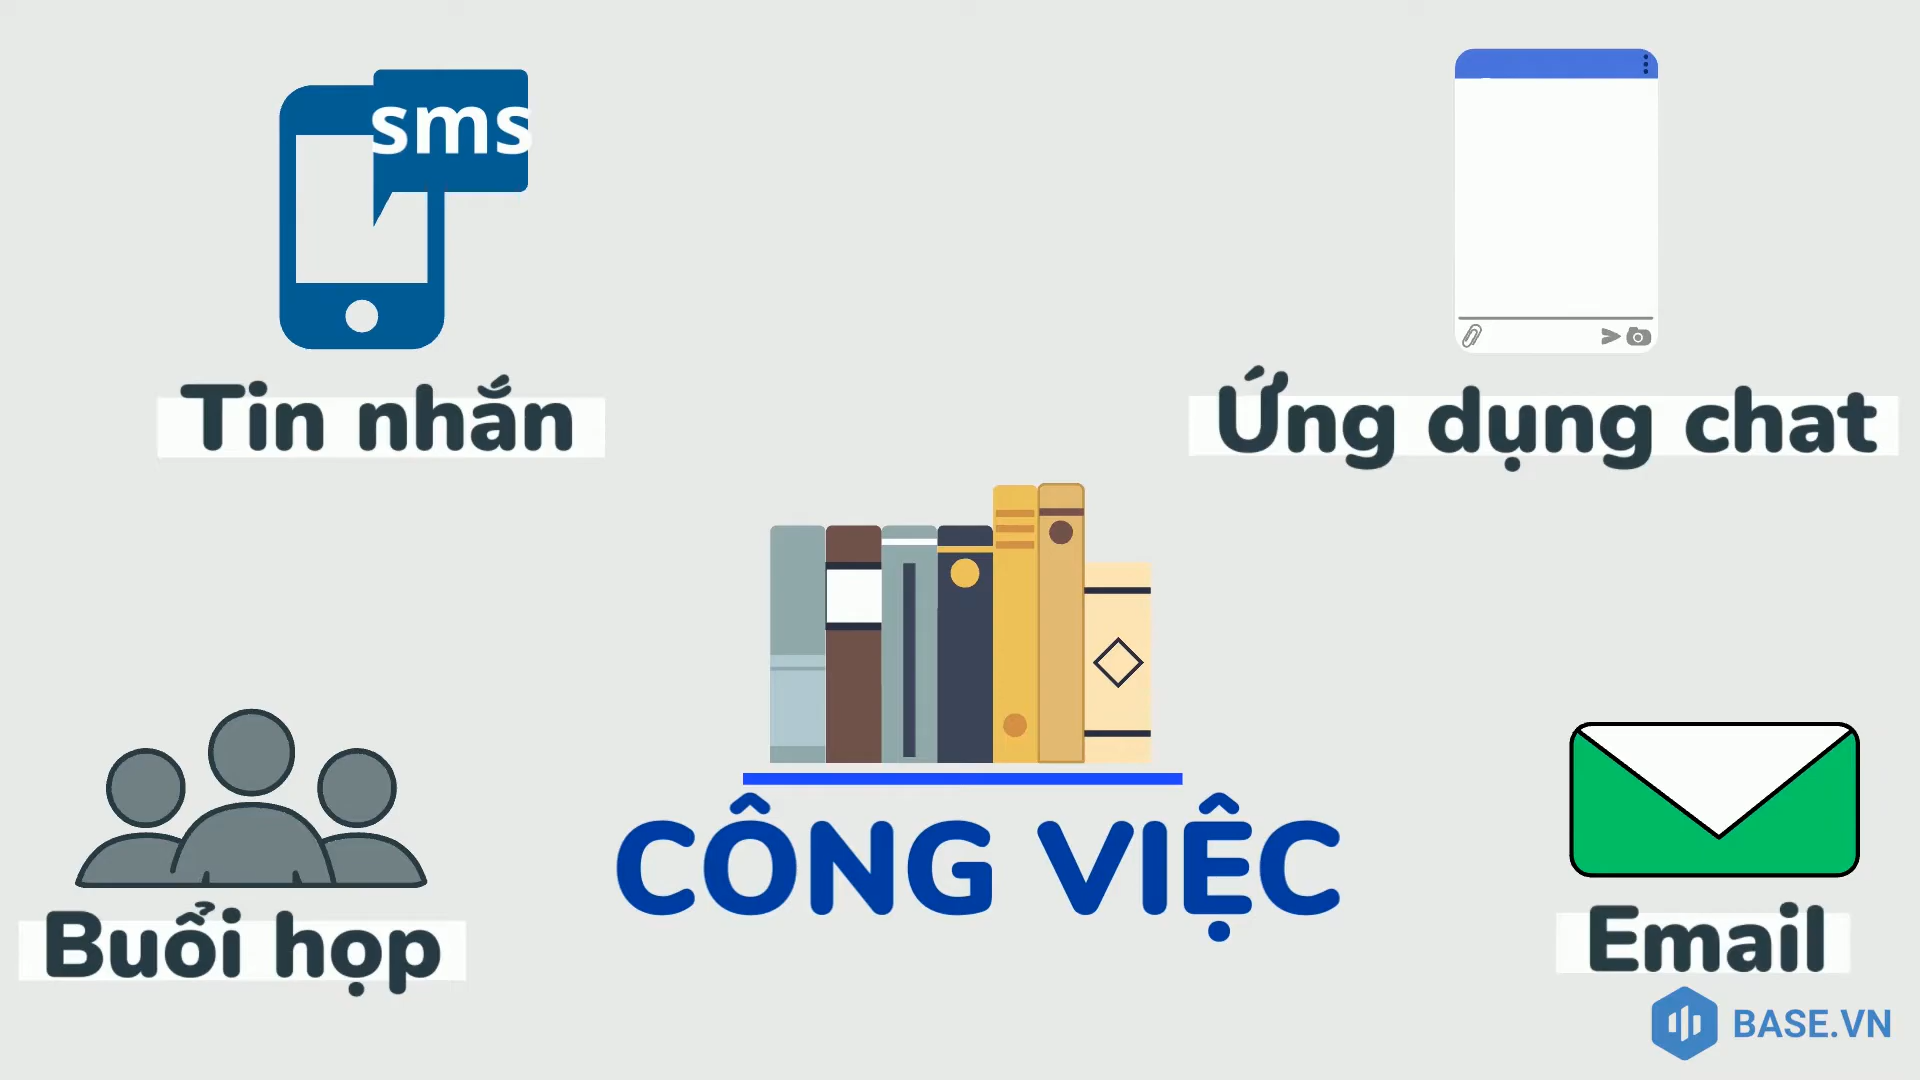 sms
Tin nhắn
Ứng dụng chat
CÔNG VIỆC
Buổi họp
Email
BASE.VN